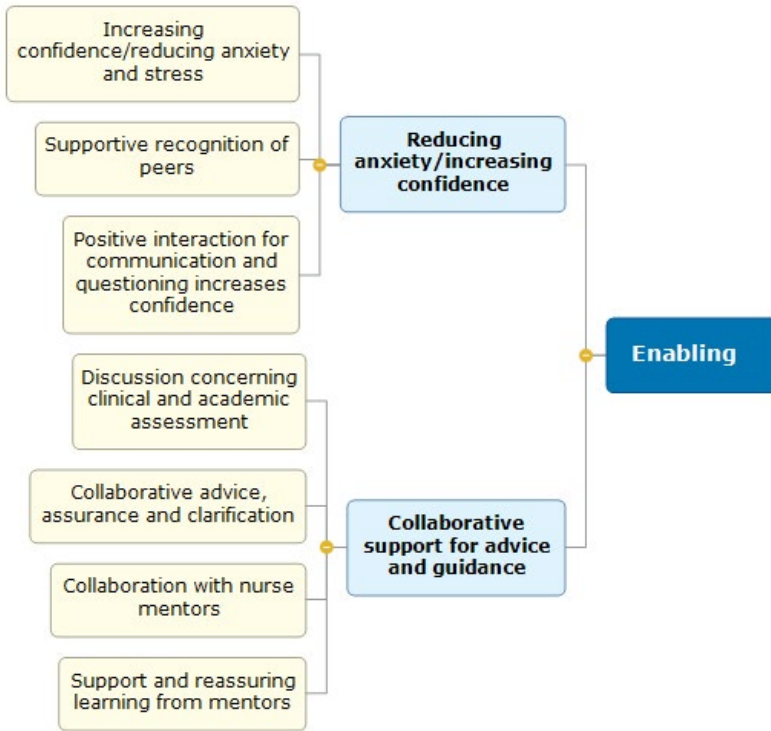 Increasing
confidence/reducing anxiety
and stress
Supportive recognition of
peers
Positive interaction for
communication and
questioning increases
confidence
Reducing
anxiety/increasing
confidence
Enabling
Discussion concerning
clinical and academic
assessment
Collaborative advice,
assurance and clarification
Collaboration with nurse
mentors
Support and reassuring
learning from mentors
Collaborative
support for advice
and guidance